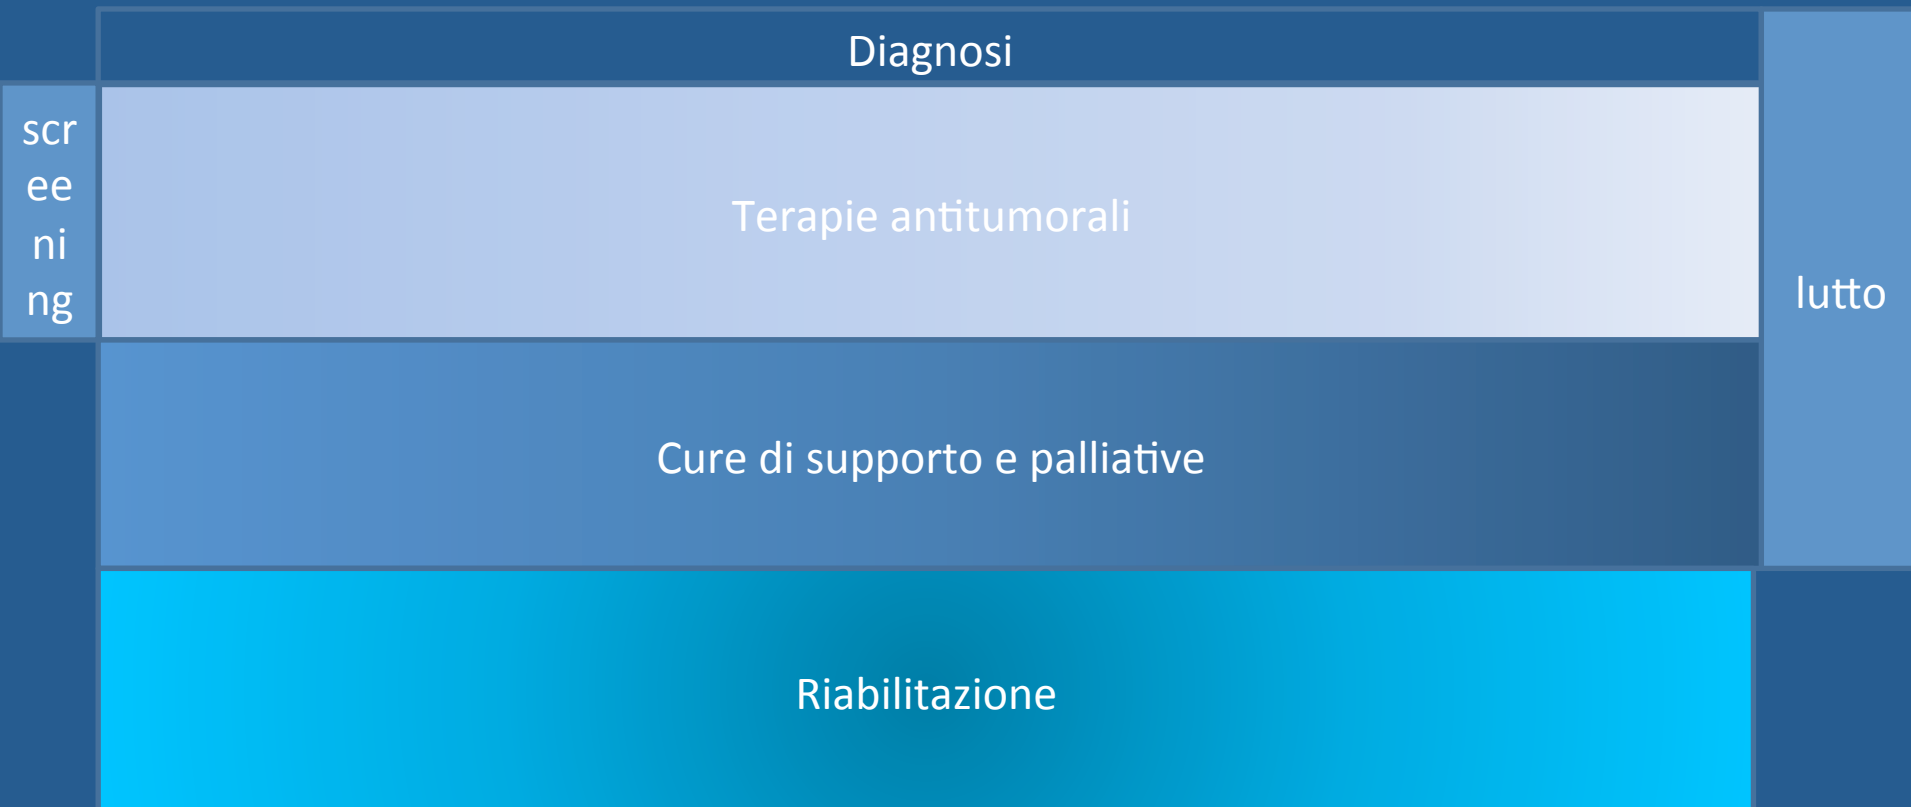 Diagnosi
scr
ee
ni
ng
Terapie antitumorali
lutto
Cure di supporto e palliative
Riabilitazione